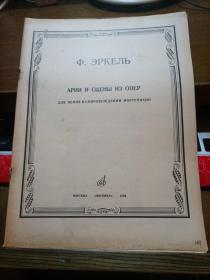 Ф. ЭРКЕЛЬ
АРИИ И СЦЕНЫ ИЗ ОПЕР
ДЛЯ ПЕНИЯ В СОПРОВОЖДЕНИИ ФОРТЕПИАНО
МОСКВА «МУЗЫКА»